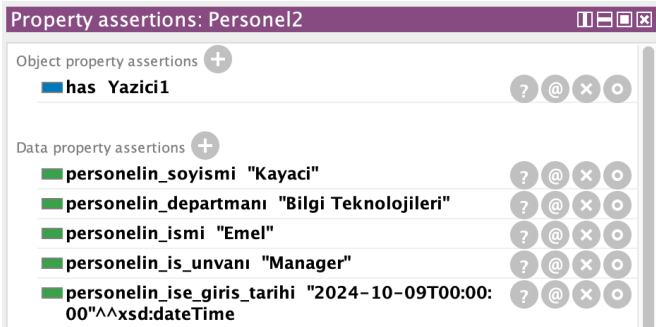 Property assertions: Personel2
Object property assertions
has Yazici1
Data property assertions
personelin_soyismi "Kayaci"
personelin_departmanı "Bilgi Teknolojileri"
personelin_ismi "Emel"
personelin_is_unvanı "Manager"
personelin_ise_giris_tarihi "2024-10-09T00:00:
00"^^xsd:dateTime